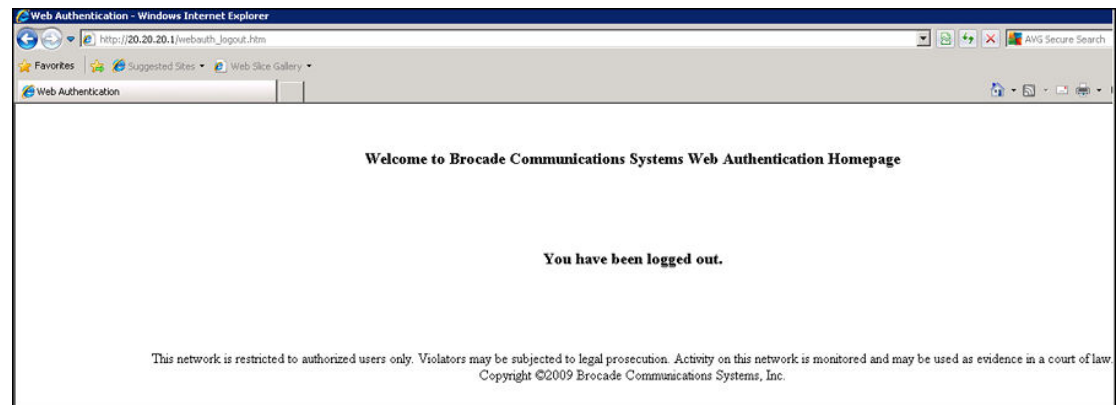 Web Authentication - Windows Internet Explorer
http://20.20.20.1/webauth_logout.htm
AVG Secure Search
Favorites Suggested Sites Web Slice Gallery
Web Authentication
Welcome to Brocade Communications Systems Web Authentication Homepage
You have been logged out.
This network is restricted to authorized users only. Violators may be subjected to legal prosecution. Activity on this network is monitored and may be used as evidence in a court of law.
Copyright ©2009 Brocade Communications Systems, Inc.